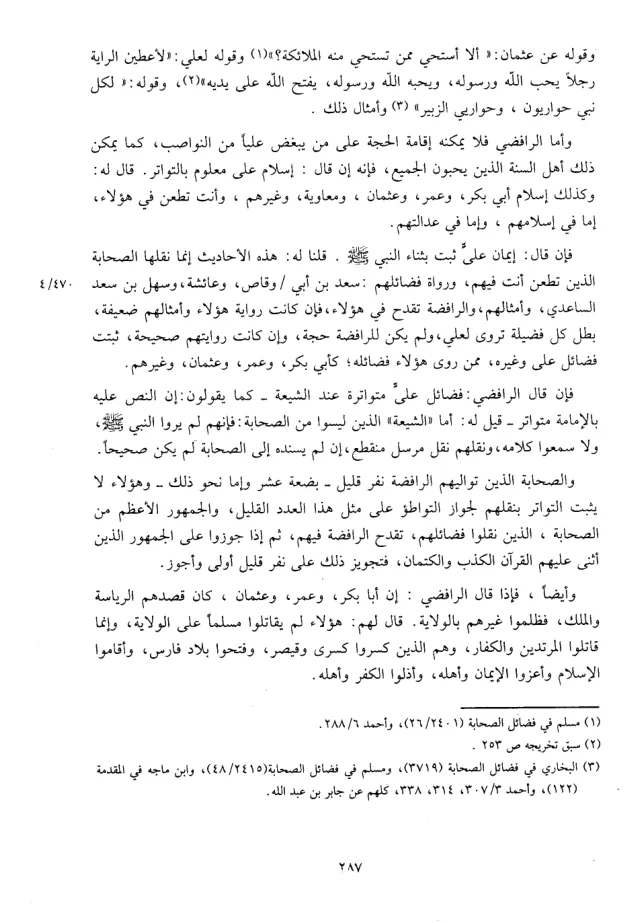 وقوله عن عثمان: « ألا أستحي ممن تستحي منه الملائكة؟»(١) وقوله لعلي: «لأعطين الراية
رجلاً يحب اللّه ورسوله، ويحبه اللّه ورسوله، يفتح اللّه على يديه»(٢)، وقوله: « لكل
نبي حواريون ، وحواريي الزبير» (٣) وأمثال ذلك .
وأما الرافضي فلا يمكنه إقامة الحجة على من يبغض علياً من النواصب، كما يمكن
ذلك أهل السنة الذين يحبون الجميع، فإنه إن قال : إسلام على معلوم بالتواتر. قال له:
وكذلك إسلام أبي بكر، وعمر، وعثمان ، ومعاوية، وغيرهم ، وأنت تطعن في هؤلاء،
إما في إسلامهم ، وإما في عدالتهم.
فإن قال: إيمان علىٍّ ثبت بثناء النبي ﷺ . قلنا له: هذه الأحاديث إنما نقلها الصحابة
٤/٤٧٠ الذين تطعن أنت فيهم، ورواة فضائلهم :سعد بن أبي /وقاص، وعائشة، وسهل بن سعد
الساعدي، وأمثالهم،والرافضة تقدح في هؤلاء،فإن كانت رواية هؤلاء وأمثالهم ضعيفة،
بطل كل فضيلة تروى لعلي،ولم يكن للرافضة حجة، وإن كانت روايتهم صحيحة، ثبتت
فضائل على وغيره، ممن روى هؤلاء فضائله؛ كأبي بكر، وعمر، وعثمان، وغيرهم.
فإن قال الرافضي:فضائل علىٍّ متواترة عند الشيعة ـ كما يقولون:إن النص عليه
بالإمامة متواتر ـ قيل له: أما «الشيعة» الذين ليسوا من الصحابة:فإنهم لم يروا النبي ﷺ،
ولا سمعوا كلامه،ونقلهم نقل مرسل منقطع،إن لم يسنده إلى الصحابة لم يكن صحيحاً.
والصحابة الذين تواليهم الرافضة نفر قليل ـ بضعة عشر وإما نحو ذلك ـ وهؤلاء لا
يثبت التواتر بنقلهم لجواز التواطؤ على مثل هذا العدد القليل، والجمهور الأعظم من
الصحابة ، الذين نقلوا فضائلهم، تقدح الرافضة فيهم، ثم إذا جوزوا على الجمهور الذين
أثنى عليهم القرآن الكذب والكتمان، فتجويز ذلك على نفر قليل أولى وأجوز.
وأيضاً ، فإذا قال الرافضي : إن أبا بكر، وعمر، وعثمان ، كان قصدهم الرياسة
والملك، فظلموا غيرهم بالولاية. قال لهم: هؤلاء لم يقاتلوا مسلماً على الولاية، وإنما
قاتلوا المرتدين والكفار، وهم الذين كسروا كسرى وقيصر، وفتحوا بلاد فارس، وأقاموا
الإسلام وأعزوا الإيمان وأهله، وأذلوا الكفر وأهله.
(١) مسلم في فضائل الصحابة (٢٦/٢٤٠١)، وأحمد ٢٨٨/٦.
(٢) سبق تخريجه ص ٢٥٣ .
(٣) البخاري في فضائل الصحابة (٣٧١٩)، ومسلم في فضائل الصحابة(٤٨/٢٤١٥)، وابن ماجه في المقدمة
(١٢٢)، وأحمد ٣٠٧/٣، ٣١٤، ٣٣٨، كلهم عن جابر بن عبد الله.
٢٨٧